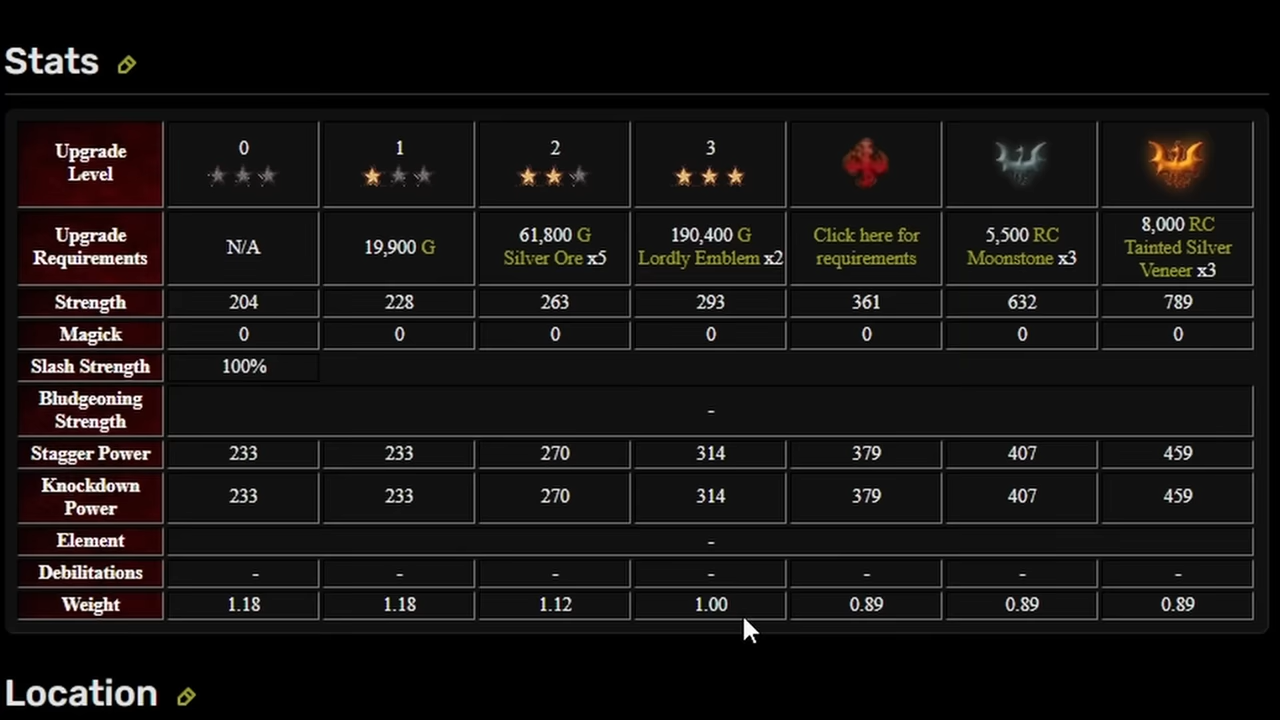 Stats
Upgrade Level 0 1 2 3
Upgrade Requirements N/A 19,900 G 61,800 G Silver Ore x5 190,400 G Lordly Emblem x2 Click here for requirements 5,500 RC Moonstone x3 8,000 RC Tainted Silver Veneer x3
Strength 204 228 263 293 361 632 789
Magick 0 0 0 0 0 0 0
Slash Strength 100%
Bludgeoning Strength -
Stagger Power 233 233 270 314 379 407 459
Knockdown Power 233 233 270 314 379 407 459
Element -
Debilitations - - - - - - -
Weight 1.18 1.18 1.12 1.00 0.89 0.89 0.89
Location